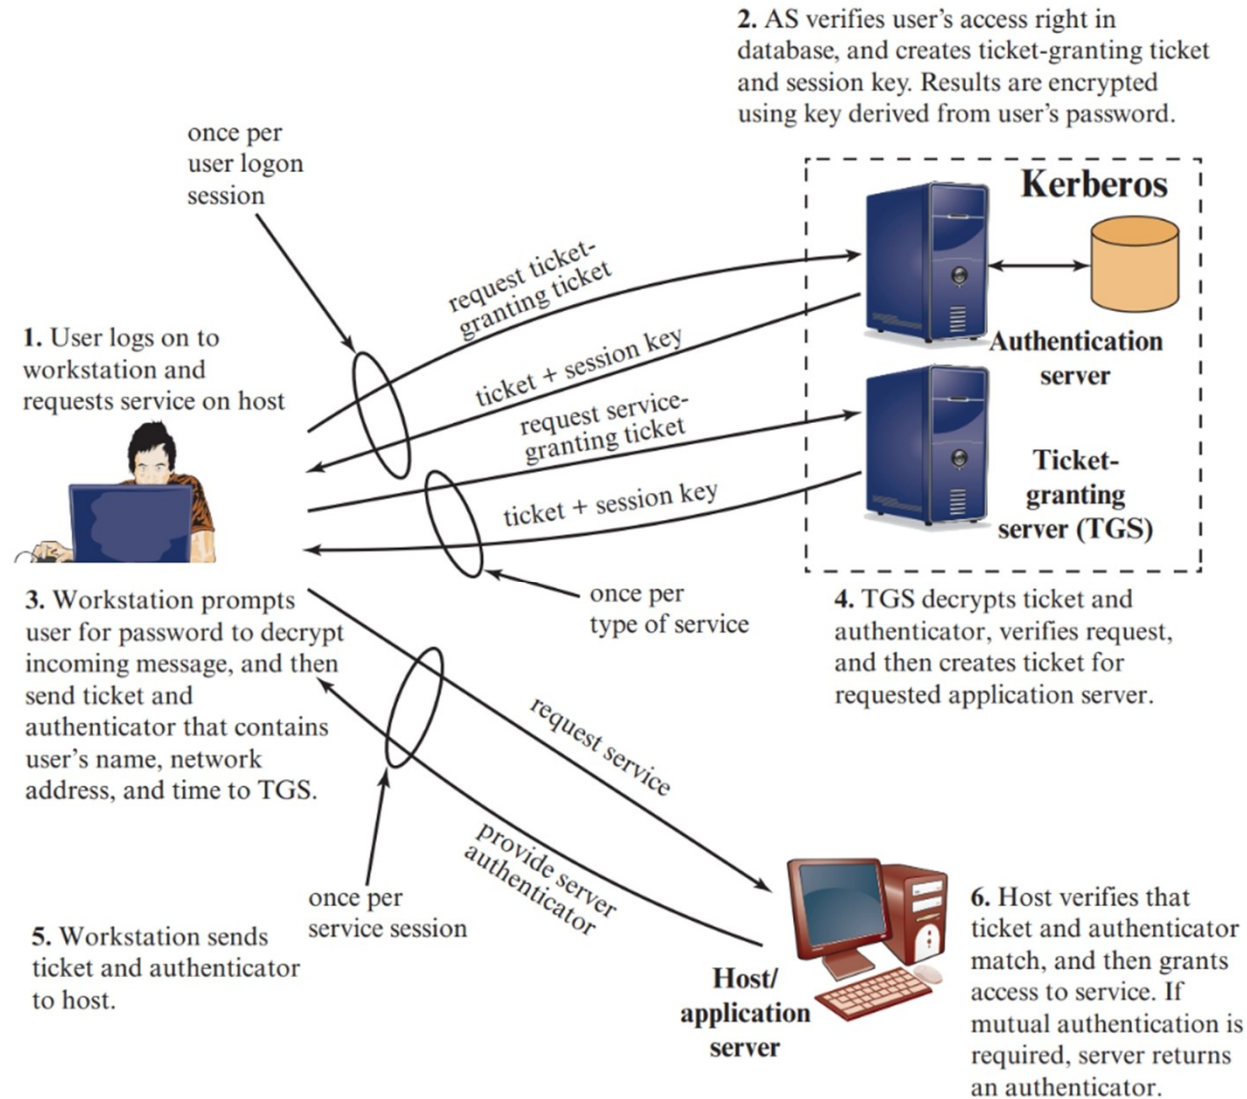 2. AS verifies user's access right in
database, and creates ticket-granting ticket
and session key. Results are encrypted
using key derived from user's password.
once per
user logon
session
Kerberos
request ticket-
granting ticket
1. User logs on to
workstation and
requests service on host
ticket + session key
Authentication
server
request service-
granting ticket
Ticket-
granting
server (TGS)
ticket + session key
once per
type of service
3. Workstation prompts
user for password to decrypt
incoming message, and then
send ticket and
authenticator that contains
user's name, network
address, and time to TGS.
4. TGS decrypts ticket and
authenticator, verifies request,
and then creates ticket for
requested application server.
request service
provide server
authenticator
once per
service session
5. Workstation sends
ticket and authenticator
to host.
Host/
application
server
6. Host verifies that
ticket and authenticator
match, and then grants
access to service. If
mutual authentication is
required, server returns
an authenticator.